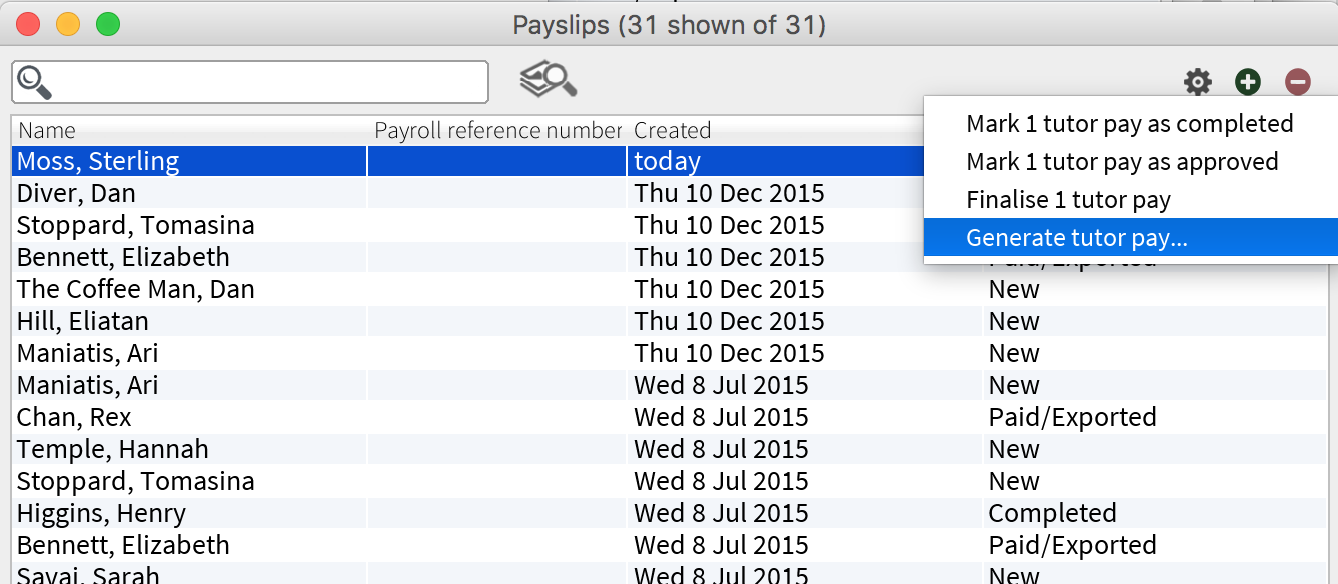 Payslips (31 shown of 31)
Name Payroll reference number Created
Mark 1 tutor pay as completed
Moss, Sterling today
Mark 1 tutor pay as approved
Diver, Dan Thu 10 Dec 2015
Finalise 1 tutor pay
Stoppard, Tomasina Thu 10 Dec 2015
Generate tutor pay...
Bennett, Elizabeth Thu 10 Dec 2015 Paid/Exported
The Coffee Man, Dan Thu 10 Dec 2015 New
Hill, Eliatan Thu 10 Dec 2015 New
Maniatis, Ari Thu 10 Dec 2015 New
Maniatis, Ari Wed 8 Jul 2015 New
Chan, Rex Wed 8 Jul 2015 Paid/Exported
Temple, Hannah Wed 8 Jul 2015 New
Stoppard, Tomasina Wed 8 Jul 2015 New
Higgins, Henry Wed 8 Jul 2015 Completed
Bennett, Elizabeth Wed 8 Jul 2015 Paid/Exported
Savai, Sarah Wed 8 Jul 2015 New